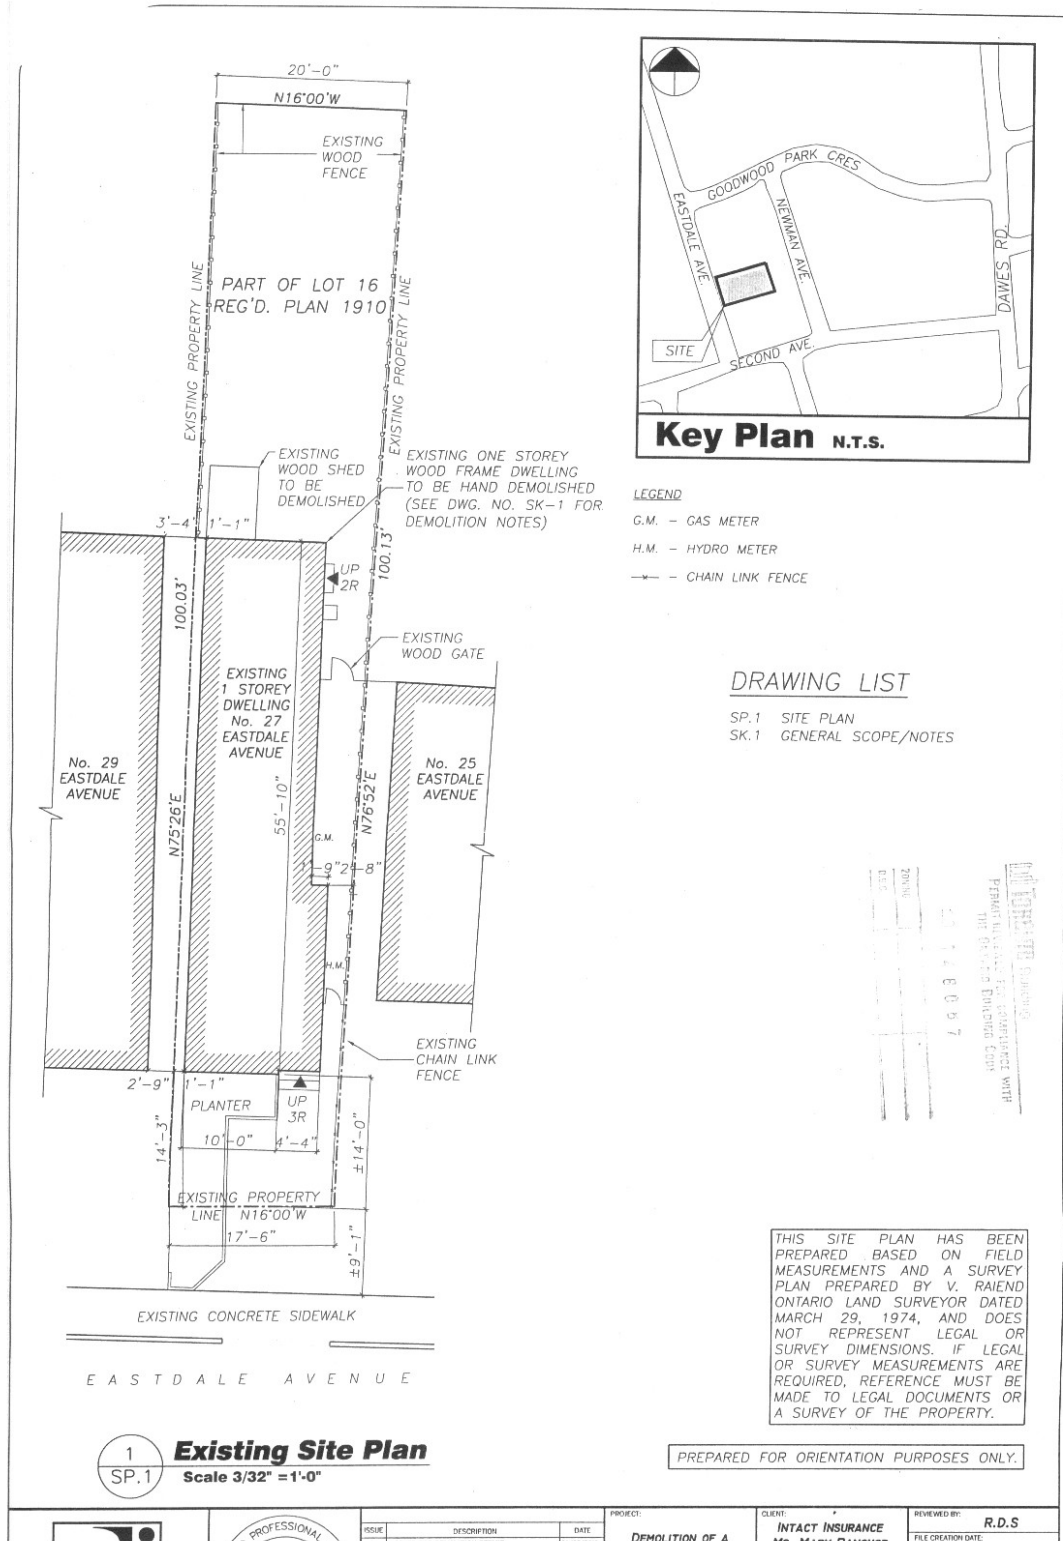 20'-0"
N16°00'W
EXISTING
WOOD
FENCE
PART OF LOT 16
REG'D. PLAN 1910
EXISTING PROPERTY LINE
EXISTING PROPERTY LINE
EXISTING
WOOD SHED
TO BE
DEMOLISHED
EXISTING ONE STOREY
WOOD FRAME DWELLING
TO BE HAND DEMOLISHED
(SEE DWG. NO. SK-1 FOR
DEMOLITION NOTES)
3'-4"
1'-1"
100.03'
100.13'
UP
2R
EXISTING
WOOD GATE
EXISTING
1 STOREY
DWELLING
No. 27
EASTDALE
AVENUE
No. 29
EASTDALE
AVENUE
No. 25
EASTDALE
AVENUE
N75°26'E
55'-10"
N76°52'E
G.M.
1'-9"
2'-8"
H.M.
EXISTING
CHAIN LINK
FENCE
2'-9"
1'-1"
PLANTER
UP
3R
14'-3"
10'-0"
4'-4"
±14'-0"
EXISTING PROPERTY
LINE N16°00'W
17'-6"
±9'-1"
EXISTING CONCRETE SIDEWALK
EASTDALE AVENUE
1
SP.1
Existing Site Plan
Scale 3/32" =1'-0"
GOODWOOD PARK CRES
EASTDALE AVE.
NEWMAN AVE.
DAWES RD.
SITE
SECOND AVE.
Key Plan N.T.S.
LEGEND
G.M. - GAS METER
H.M. - HYDRO METER
- CHAIN LINK FENCE
DRAWING LIST
SP.1 SITE PLAN
SK.1 GENERAL SCOPE/NOTES
ZONING
BUILDING
PERMIT COMPLIANCE WITH
THE BUILDING CODE
THIS SITE PLAN HAS BEEN
PREPARED BASED ON FIELD
MEASUREMENTS AND A SURVEY
PLAN PREPARED BY V. RAIEND
ONTARIO LAND SURVEYOR DATED
MARCH 29, 1974, AND DOES
NOT REPRESENT LEGAL OR
SURVEY DIMENSIONS. IF LEGAL
OR SURVEY MEASUREMENTS ARE
REQUIRED, REFERENCE MUST BE
MADE TO LEGAL DOCUMENTS OR
A SURVEY OF THE PROPERTY.
PREPARED FOR ORIENTATION PURPOSES ONLY.
PROFESSIONAL
ISSUE DESCRIPTION DATE
PROJECT:
DEMOLITION OF A
CLIENT:
INTACT INSURANCE
REVIEWED BY:
R.D.S
FILE CREATION DATE: